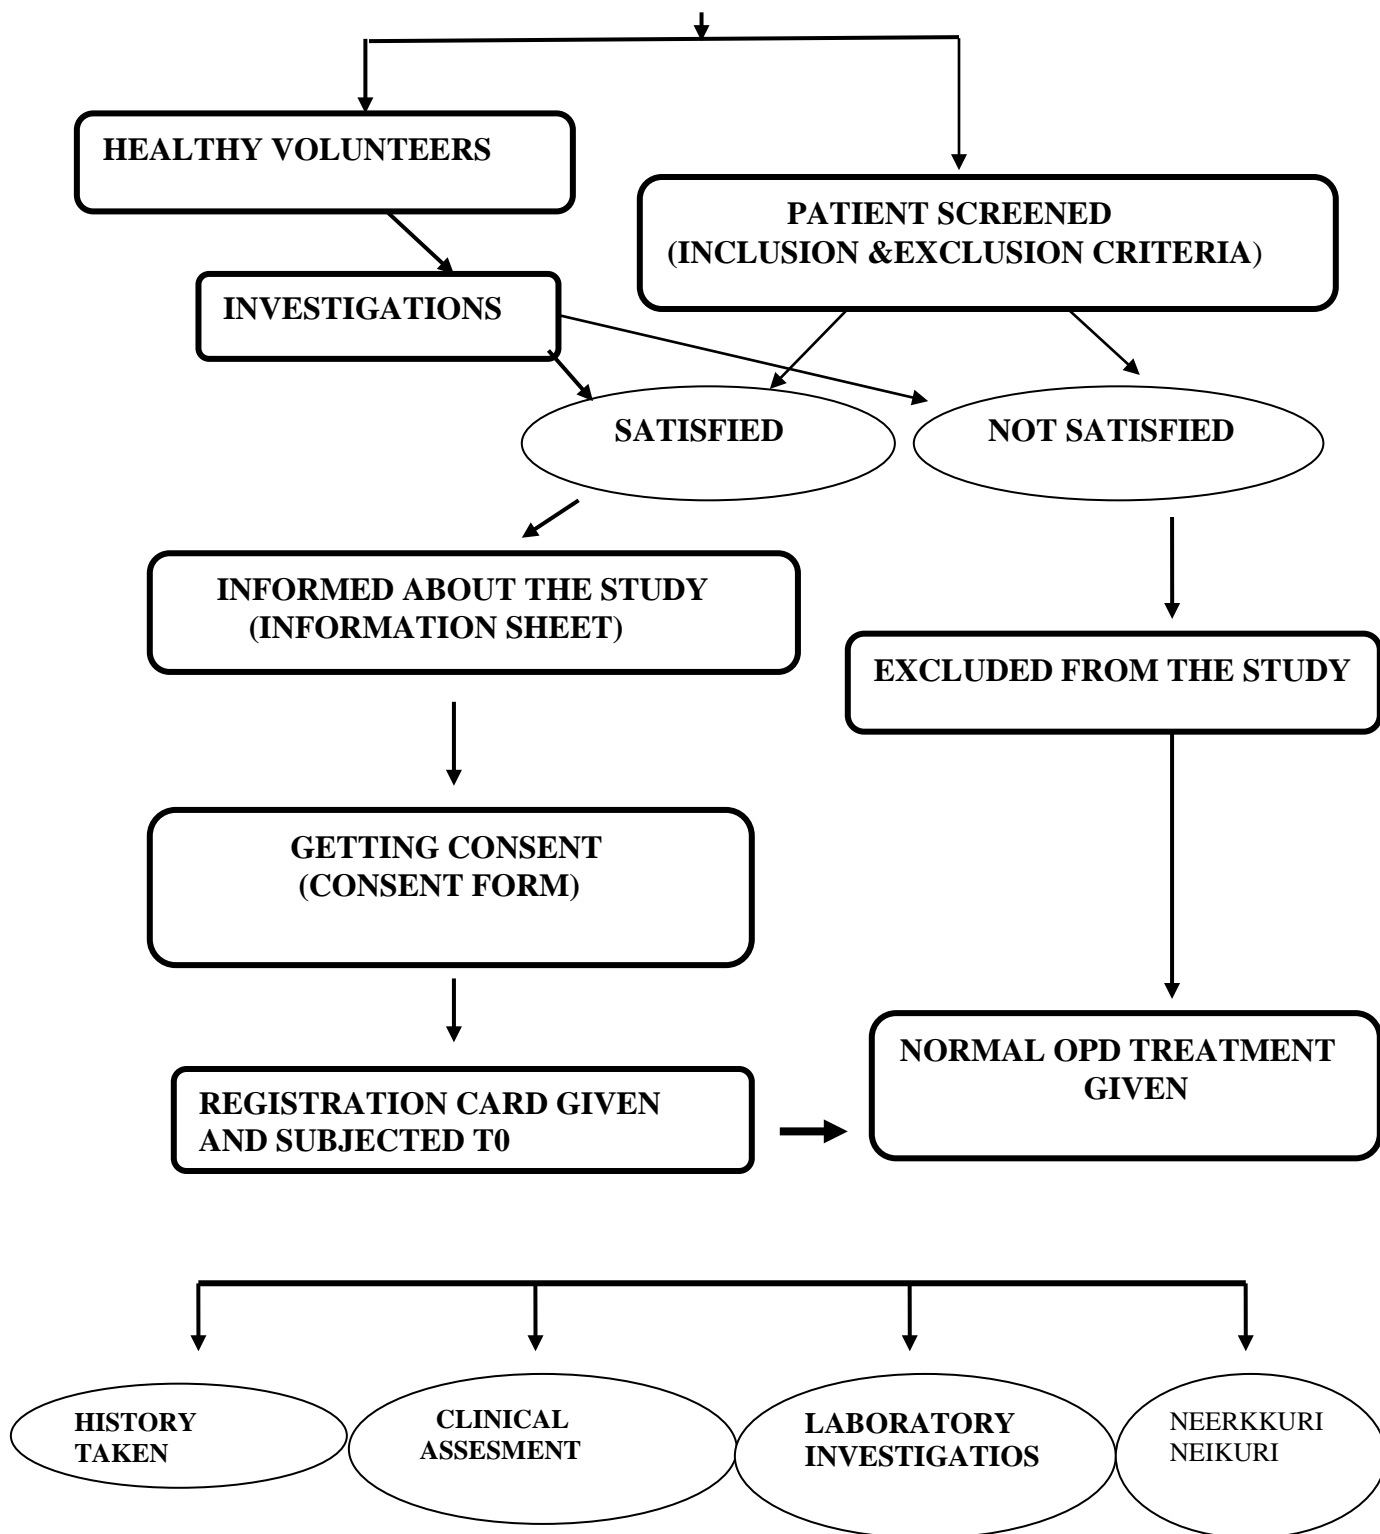 HEALTHY VOLUNTEERS
PATIENT SCREENED
(INCLUSION &EXCLUSION CRITERIA)
INVESTIGATIONS
SATISFIED
NOT SATISFIED
INFORMED ABOUT THE STUDY
(INFORMATION SHEET)
EXCLUDED FROM THE STUDY
GETTING CONSENT
(CONSENT FORM)
NORMAL OPD TREATMENT
GIVEN
REGISTRATION CARD GIVEN
AND SUBJECTED T0
HISTORY
TAKEN
CLINICAL
ASSESMENT
LABORATORY
INVESTIGATIOS
NEERKKURI
NEIKURI